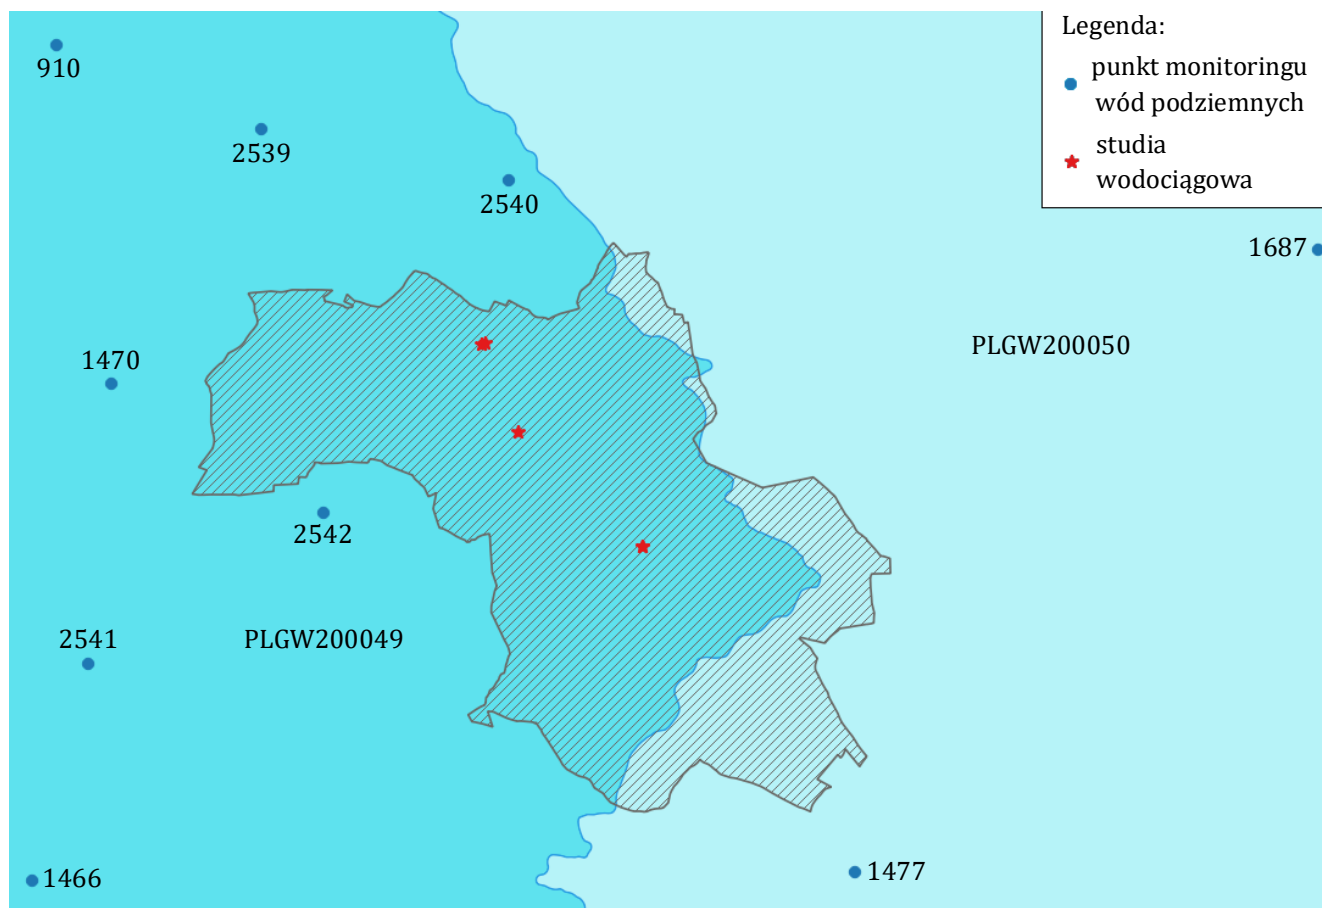 Legenda:
punkt monitoringu
wód podziemnych
studia
wodociągowa
910
2539
2540
1687
PLGW200050
1470
2542
2541
PLGW200049
1466
1477